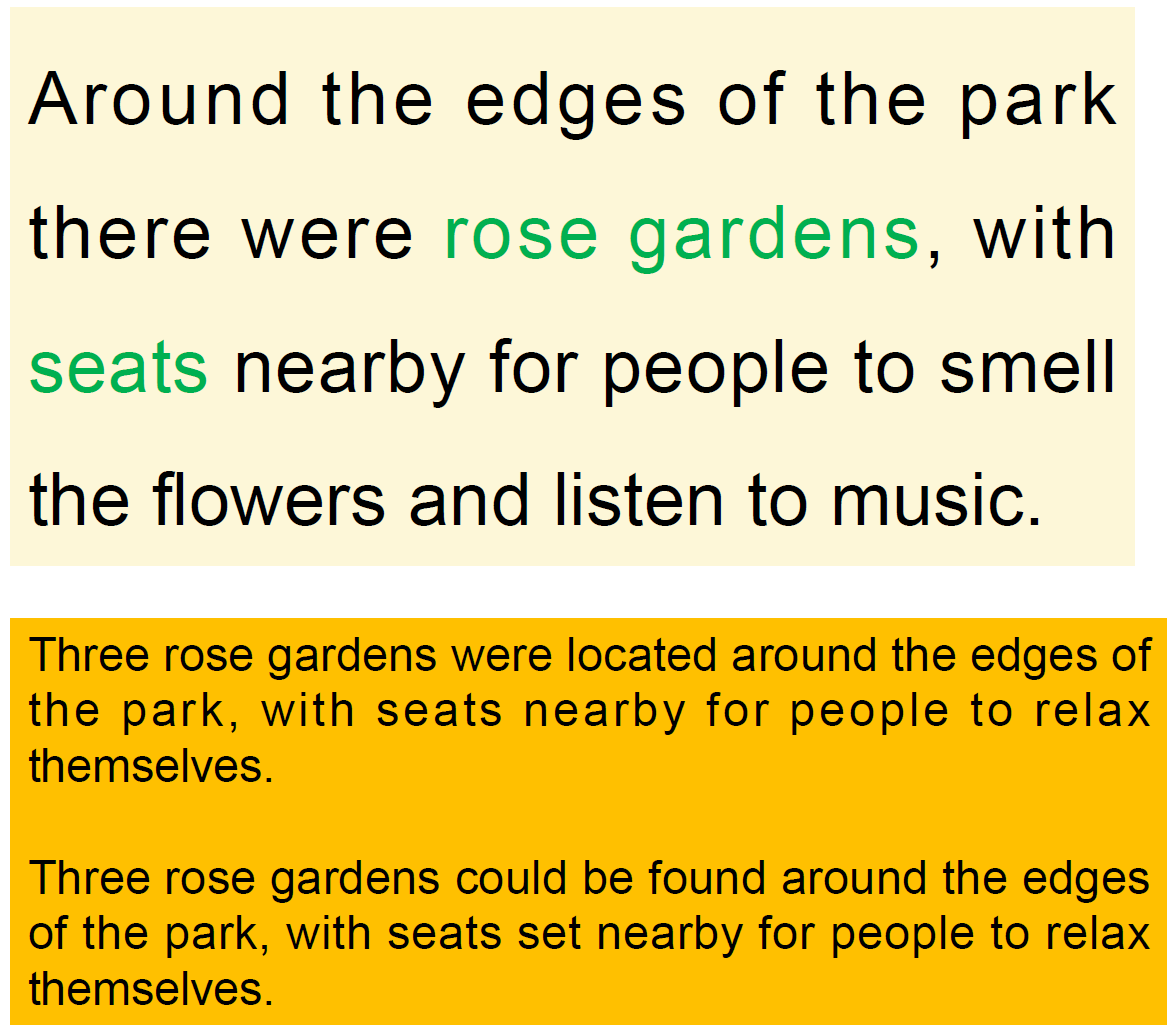 Around the edges of the park
there were rose gardens, with
seats nearby for people to smell
the flowers and listen to music.
Three rose gardens were located around the edges of
the park, with seats nearby for people to relax
themselves.
Three rose gardens could be found around the edges
of the park, with seats set nearby for people to relax
themselves.